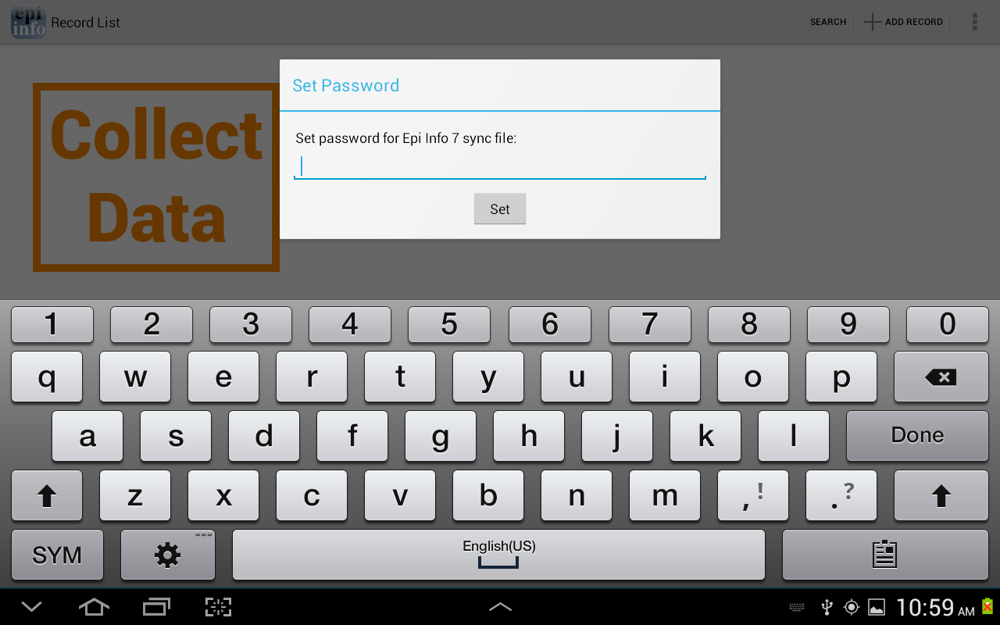 epi
info
Record List
SEARCH
ADD RECORD
Collect
Data
Set Password
Set password for Epi Info 7 sync file:
Set
1 2 3 4 5 6 7 8 9 0
q w e r t y u i o p
a s d f g h j k l Done
z x c v b n m , ! . ?
SYM
English(US)
10:59 AM